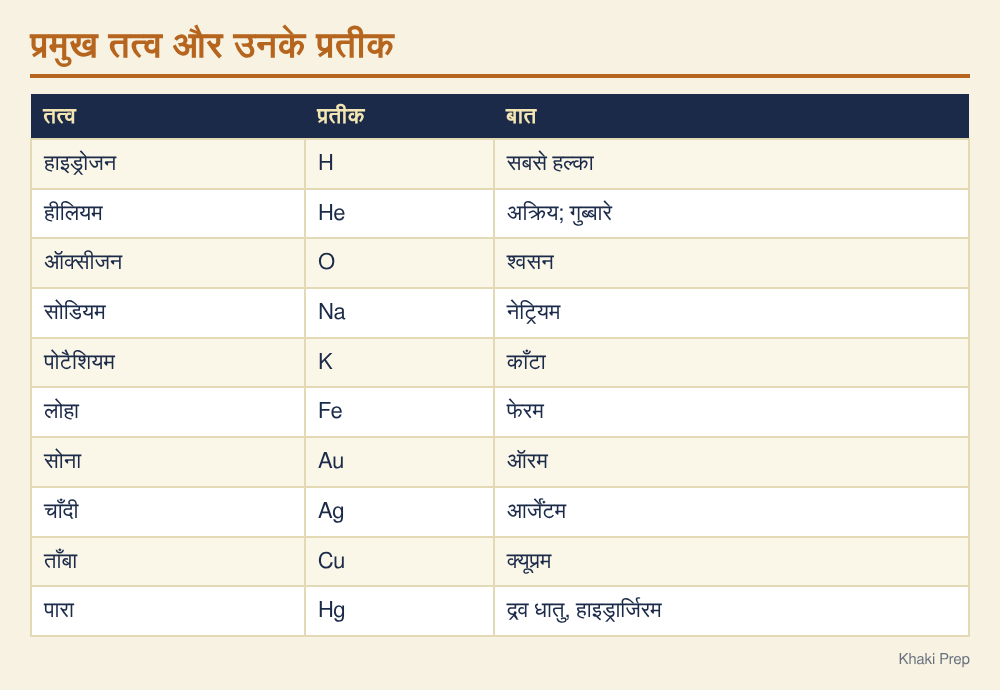 प्रमुख तत्व और उनके प्रतीक
तत्व प्रतीक बात
हाइड्रोजन H सबसे हल्का
हीलियम He अक्रिय; गुब्बारे
ऑक्सीजन O श्वसन
सोडियम Na नेट्रियम
पोटैशियम K काँटा
लोहा Fe फेरम
सोना Au ऑरम
चाँदी Ag आर्जेंटम
ताँबा Cu क्यूप्रम
पारा Hg द्रव धातु, हाइड्रार्जिरम
Khaki Prep